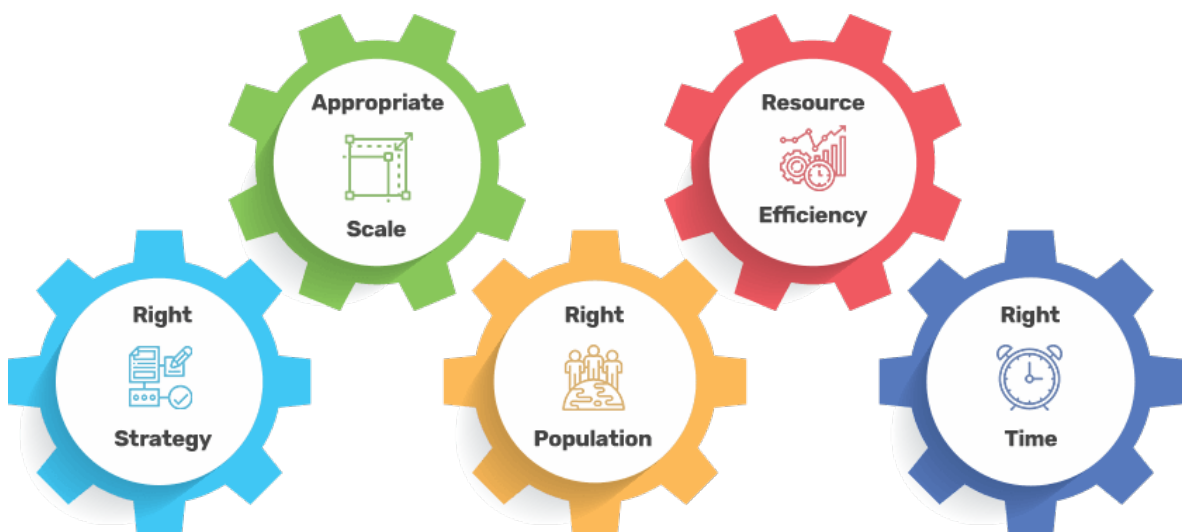 Appropriate
Scale
Resource
Efficiency
Right
Strategy
Right
Population
Right
Time